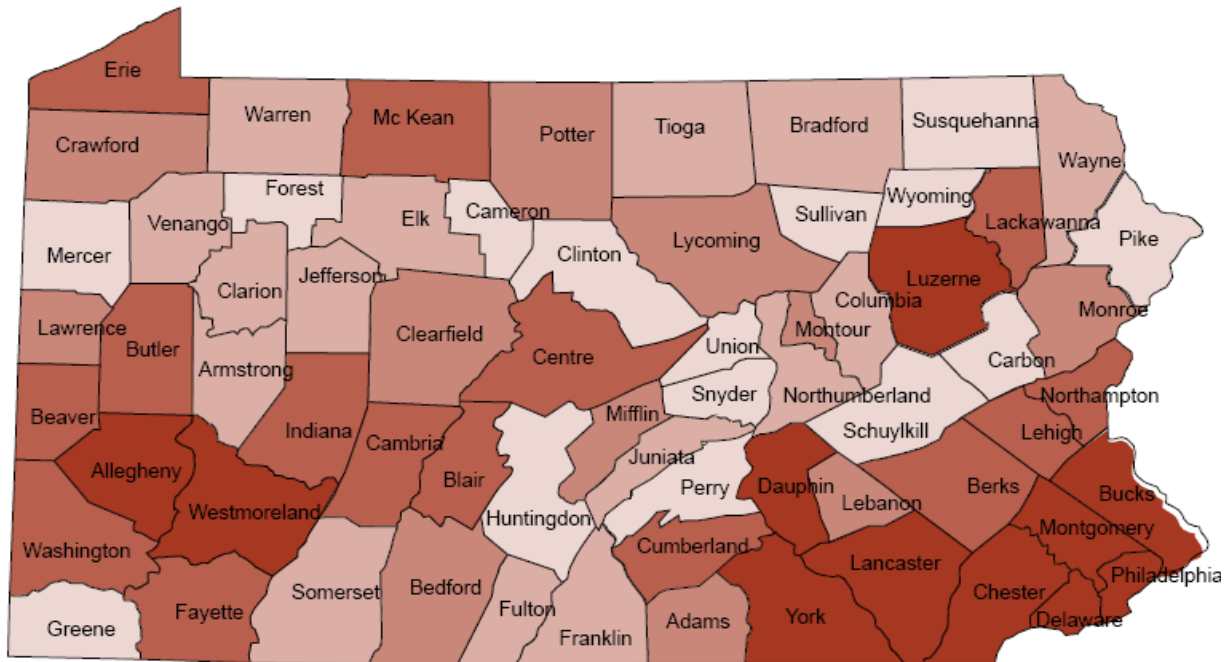 Erie
Warren
Mc Kean
Potter
Tioga
Bradford
Susquehanna
Crawford
Wayne
Forest
Venango
Elk
Cameron
Sullivan
Wyoming
Lackawanna
Mercer
Clinton
Lycoming
Pike
Jefferson
Clarion
Luzerne
Columbia
Lawrence
Butler
Clearfield
Centre
Montour
Monroe
Union
Carbon
Armstrong
Snyder
Northumberland
Northampton
Beaver
Indiana
Mifflin
Cambria
Schuylkill
Lehigh
Allegheny
Blair
Juniata
Perry
Dauphin
Lebanon
Berks
Bucks
Westmoreland
Huntingdon
Montgomery
Washington
Cumberland
Lancaster
Philadelphia
Somerset
Bedford
Fayette
Fulton
Franklin
Adams
York
Chester
Delaware
Greene